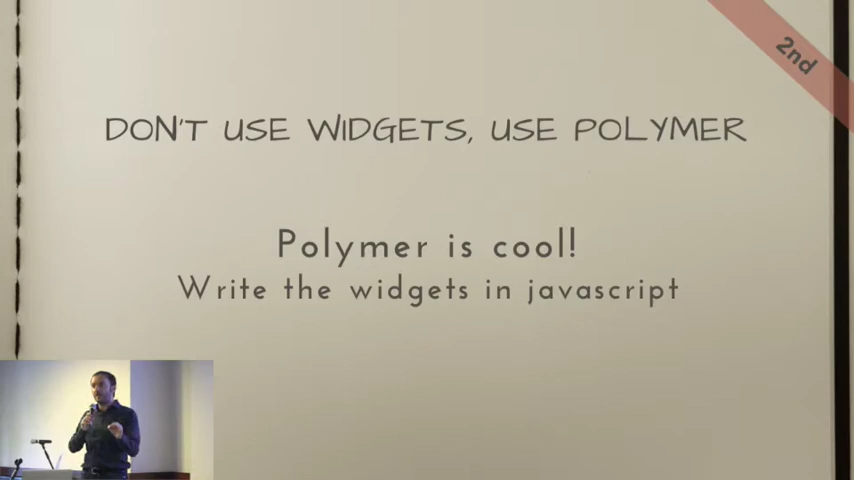 2nd
DON'T USE WIDGETS, USE POLYMER
Polymer is cool!
Write the widgets in javascript